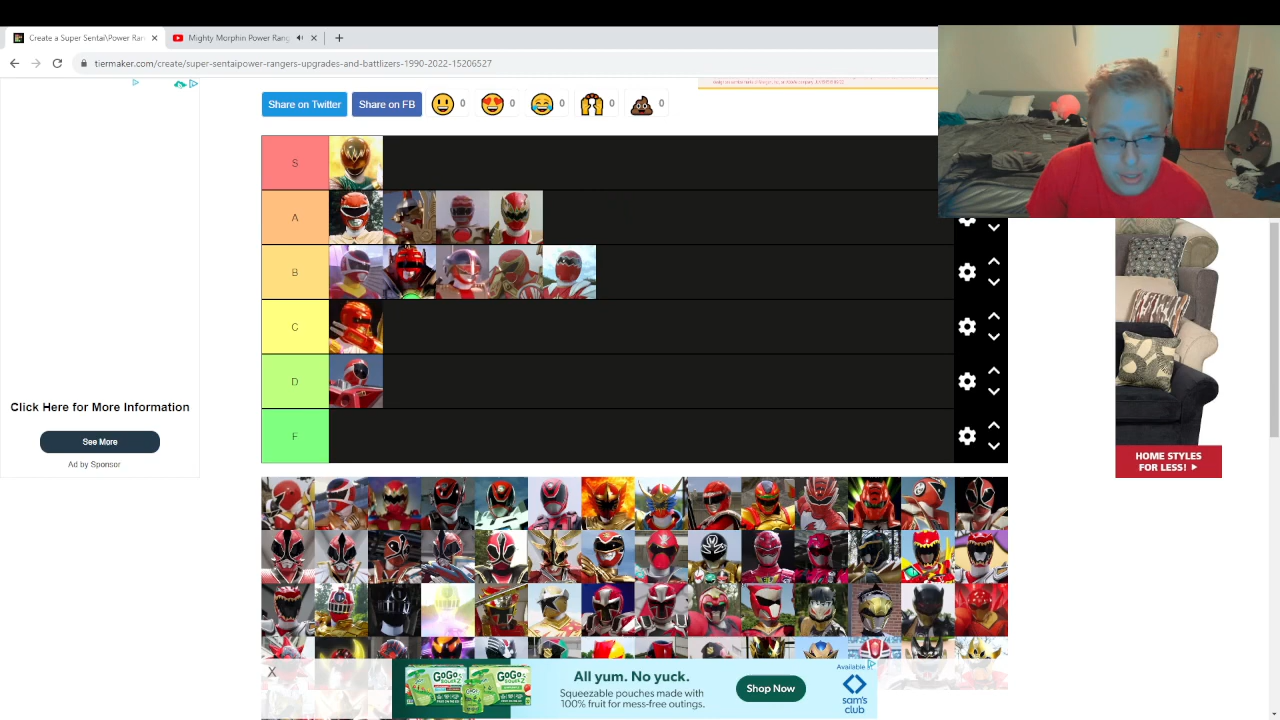 Create a Super Sentai\Power Ran
Mighty Morphin Power Rang
tiermaker.com/create/super-sentaipower-rangers-upgrades-and-battlizers-1990-2022-15206527
Share on Twitter
Share on FB
0
0
0
0
0
S
A
B
C
D
F
Click Here for More Information
See More
Ad by Sponsor
HOME STYLES
FOR LESS!
X
All yum. No yuck.
Squeezable pouches made with
100% fruit for mess-free outings.
Shop Now
Available at
sam's
club